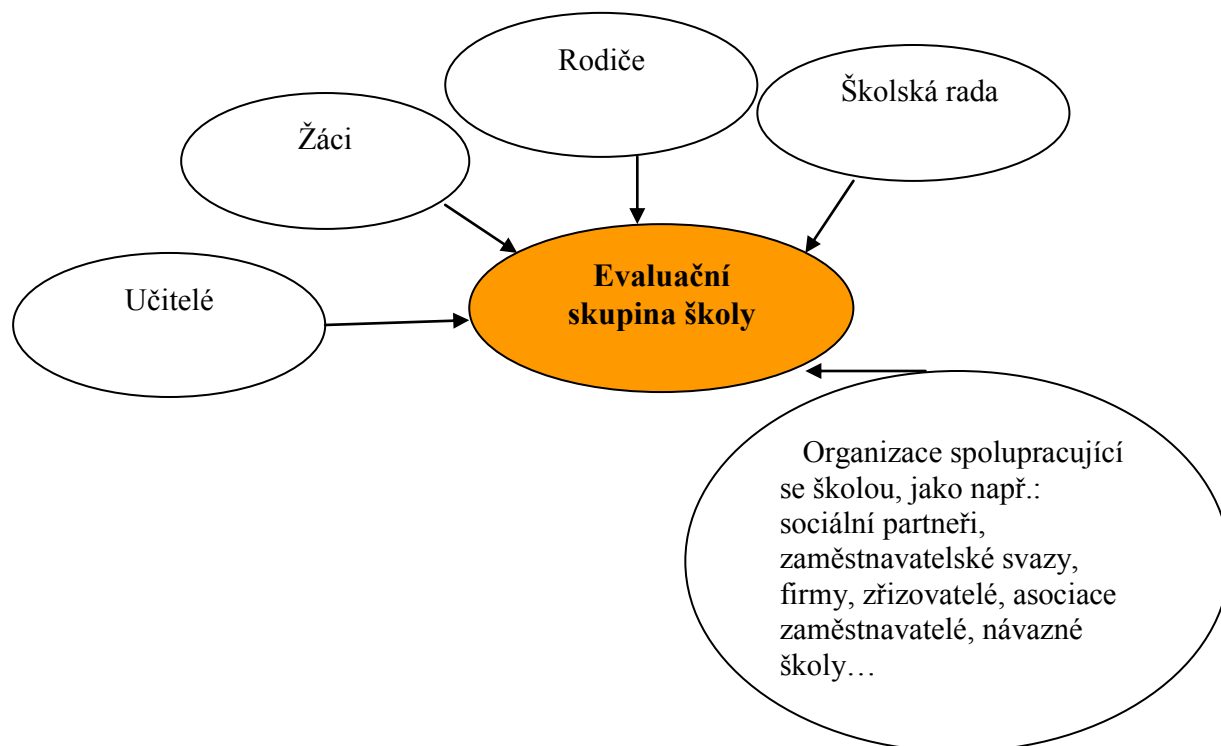 Rodiče
Školská rada
Žáci
Evaluační
skupina školy
Učitelé
Organizace spolupracující
se školou, jako např.:
sociální partneři,
zaměstnavatelské svazy,
firmy, zřizovatelé, asociace
zaměstnavatelé, návazné
školy…